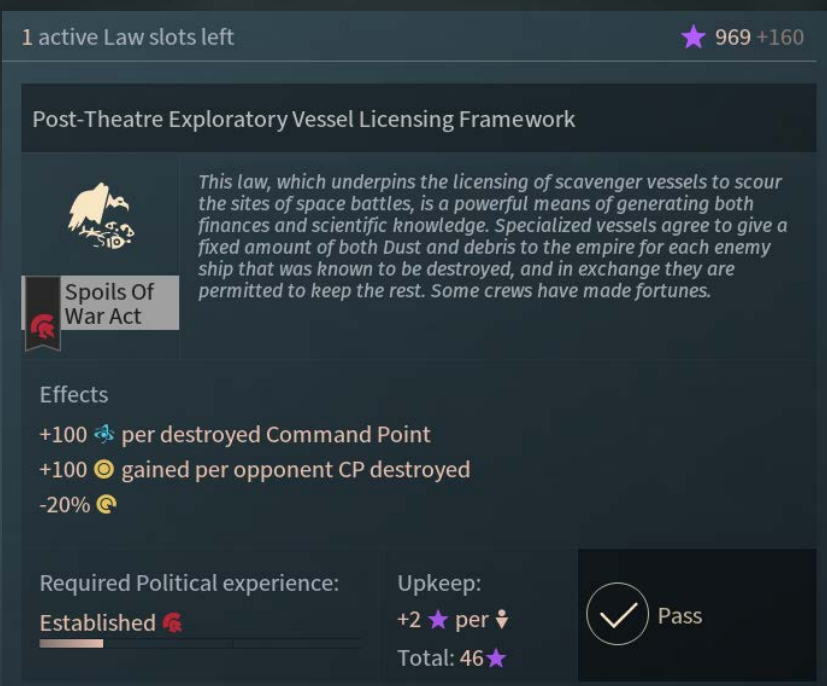 1 active Law slots left
969 +160
Post-Theatre Exploratory Vessel Licensing Framework
This law, which underpins the licensing of scavenger vessels to scour
the sites of space battles, is a powerful means of generating both
finances and scientific knowledge. Specialized vessels agree to give a
fixed amount of both Dust and debris to the empire for each enemy
ship that was known to be destroyed, and in exchange they are
permitted to keep the rest. Some crews have made fortunes.
Spoils Of
War Act
Effects
+100 per destroyed Command Point
+100 gained per opponent CP destroyed
-20%
Required Political experience:
Established
Upkeep:
+2 per
Total: 46
Pass